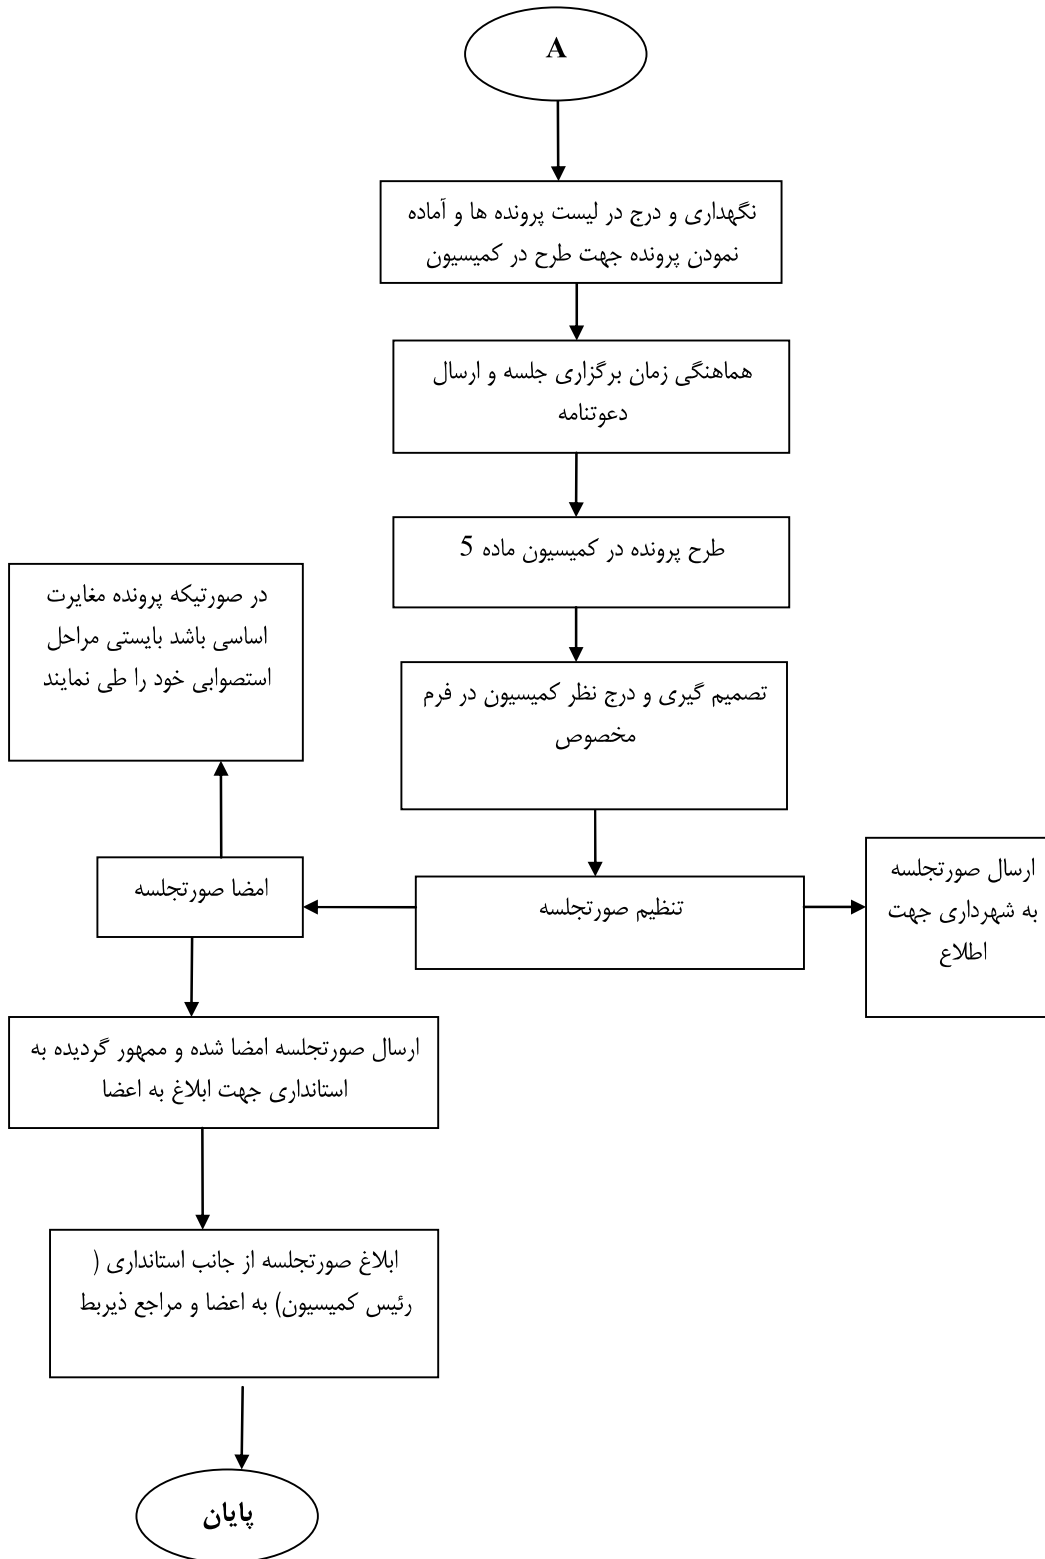 A
نگهداری و درج در لیست پرونده ها و آماده
نمودن پرونده جهت طرح در کمیسیون
هماهنگی زمان برگزاری جلسه و ارسال
دعوتنامه
طرح پرونده در کمیسیون ماده 5
در صورتیکه پرونده مغایرت
اساسی باشد بایستی مراحل
استصوابی خود را طی نمایند
تصمیم گیری و درج نظر کمیسیون در فرم
مخصوص
تنظیم صورتجلسه
ارسال صورتجلسه
به شهرداری جهت
اطلاع
امضا صورتجلسه
ارسال صورتجلسه امضا شده و ممهور گردیده به
استانداری جهت ابلاغ به اعضا
ابلاغ صورتجلسه از جانب استانداری (
رئیس کمیسیون) به اعضا و مراجع ذیربط
پایان